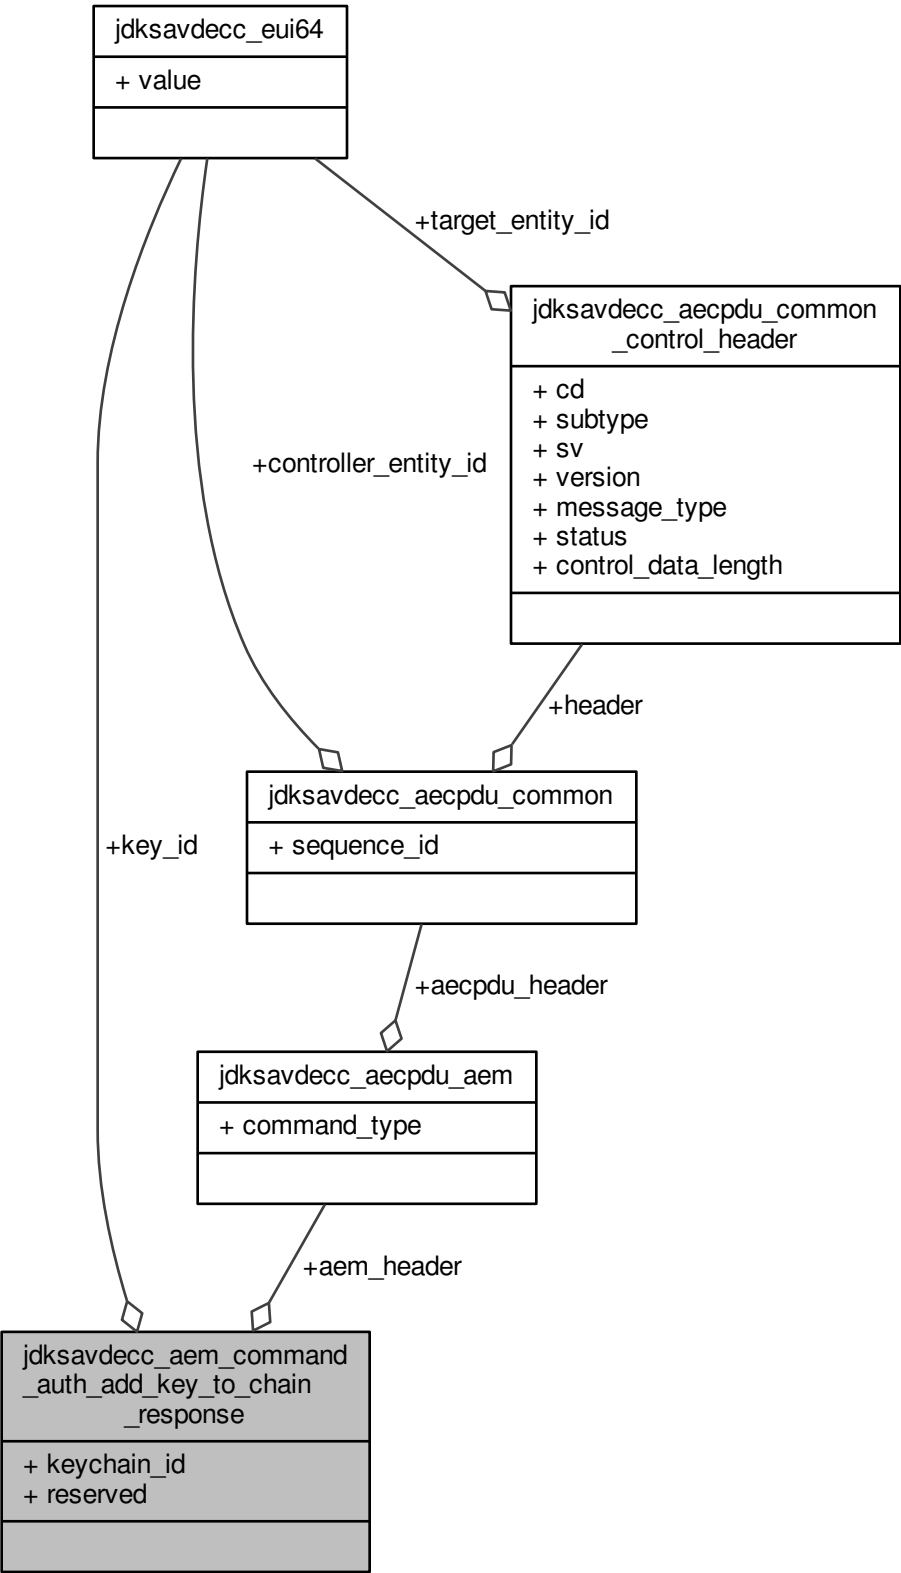 jdksavdecc_eui64
+ value
+target_entity_id
jdksavdecc_aecpdu_common
_control_header
+ cd
+ subtype
+ sv
+ version
+ message_type
+ status
+ control_data_length
+controller_entity_id
+header
jdksavdecc_aecpdu_common
+ sequence_id
+key_id
+aecpdu_header
jdksavdecc_aecpdu_aem
+ command_type
+aem_header
jdksavdecc_aem_command
_auth_add_key_to_chain
_response
+ keychain_id
+ reserved